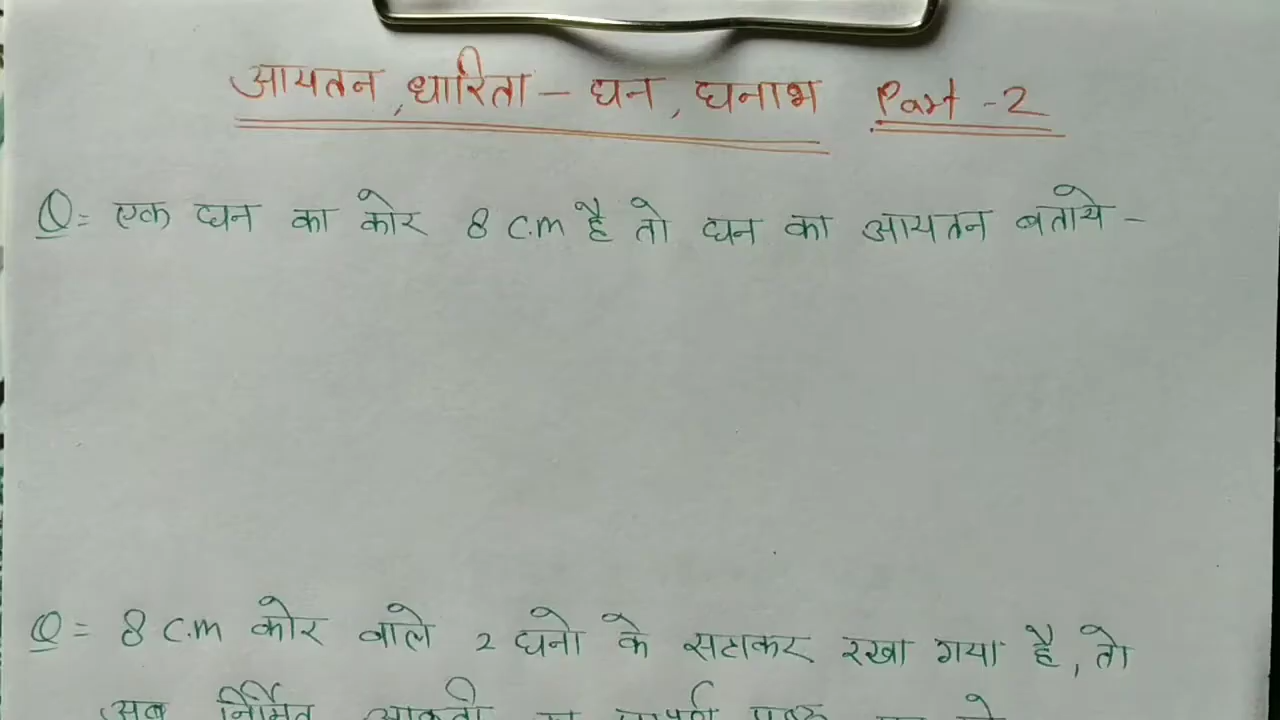 आयतन, धारिता - घन, घनाभ Part -2
Q= एक घन का कोर 8 c.m है तो घन का आयतन बताये -
Q= 8 c.m कोर वाले 2 घनो के सटाकर रखा गया है, तो
निर्मित